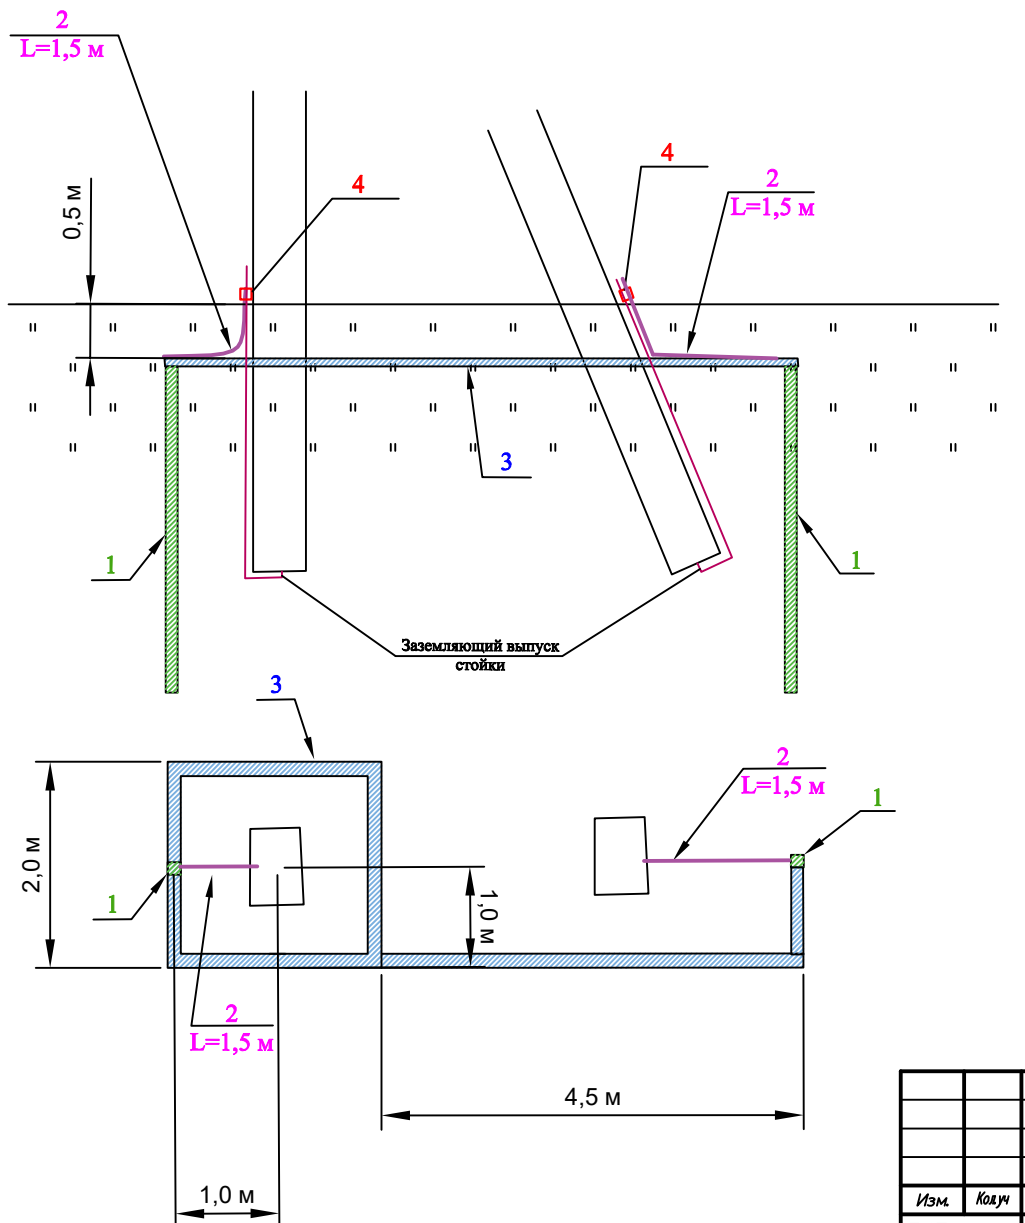 2
L=1,5 м
4
4
2
L=1,5 м
0,5 м
3
1
1
Заземляющий выпуск
стойки
3
2
L=1,5 м
1
2,0 м
1
1,0 м
2
L=1,5 м
4,5 м
1,0 м
Изм. Кол.уч